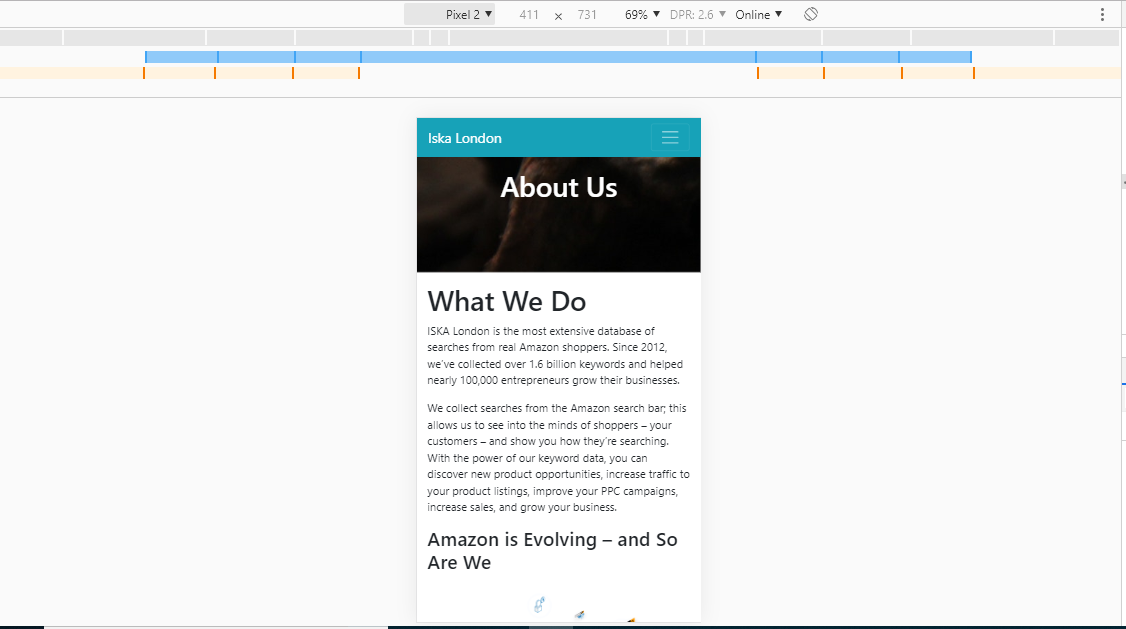 Pixel 2 ▼ 411 × 731 69% ▼ DPR: 2.6 ▼ Online ▼
Iska London
About Us
What We Do
ISKA London is the most extensive database of
searches from real Amazon shoppers. Since 2012,
we've collected over 1.6 billion keywords and helped
nearly 100,000 entrepreneurs grow their businesses.
We collect searches from the Amazon search bar; this
allows us to see into the minds of shoppers – your
customers – and show you how they're searching.
With the power of our keyword data, you can
discover new product opportunities, increase traffic to
your product listings, improve your PPC campaigns,
increase sales, and grow your business.
Amazon is Evolving – and So
Are We